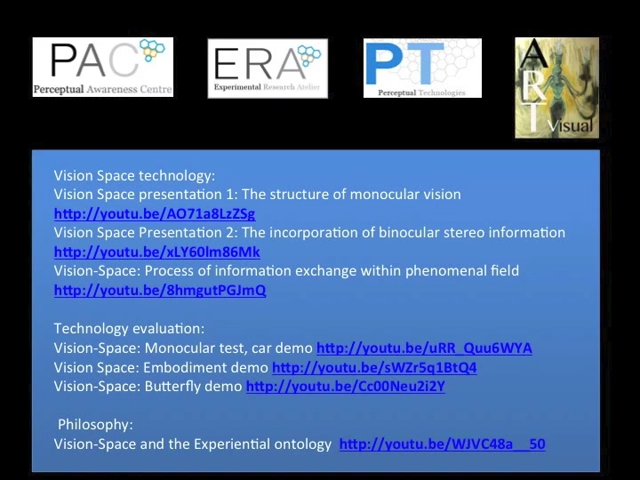 PAC
Perceptual Awareness Centre
ERA
Experimental Research Atelier
PT
Perceptual Technologies
ART
Visual
Vision Space technology:
Vision Space presentation 1: The structure of monocular vision
http://youtu.be/AO71a8LzZSg
Vision Space Presentation 2: The incorporation of binocular stereo information
http://youtu.be/xLY60lm86Mk
Vision-Space: Process of information exchange within phenomenal field
http://youtu.be/8hmgutPGJmQ
Technology evaluation:
Vision-Space: Monocular test, car demo http://youtu.be/uRR_Quu6WYA
Vision Space: Embodiment demo http://youtu.be/sWZr5q1BtQ4
Vision-Space: Butterfly demo http://youtu.be/Cc00Neu2i2Y
Philosophy:
Vision-Space and the Experiential ontology http://youtu.be/WJVC48a__50